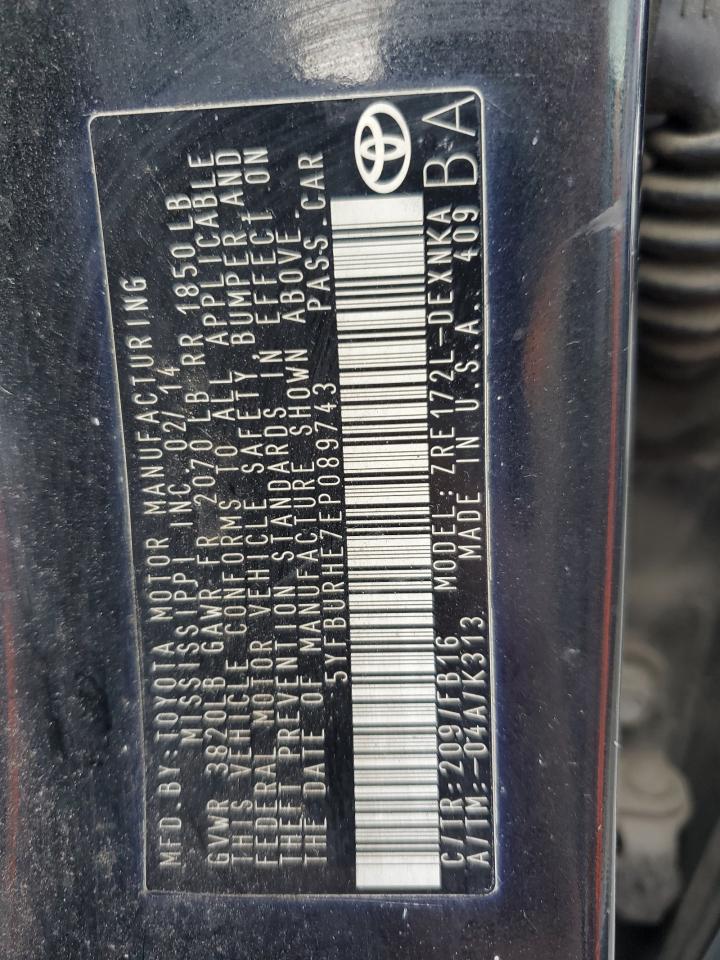 MFD.BY:TOYOTA MOTOR MANUFACTURING
MISSISSIPPI INC 02/14
GVWR 3820LB GAWR FR 2070LB RR 1850LB
THIS VEHICLE CONFORMS TO ALL APPLICABLE
FEDERAL MOTOR VEHICLE SAFETY, BUMPER AND
THEFT PREVENTION STANDARDS IN EFFECT ON
THE DATE OF MANUFACTURE SHOWN ABOVE.
5YFBURHE7EP089743 PASS.CAR
C/TR:209/FB16 MODEL:ZRE172L-DEXNKA
A/TM:-04A/K313 MADE IN U.S.A. 409
BA